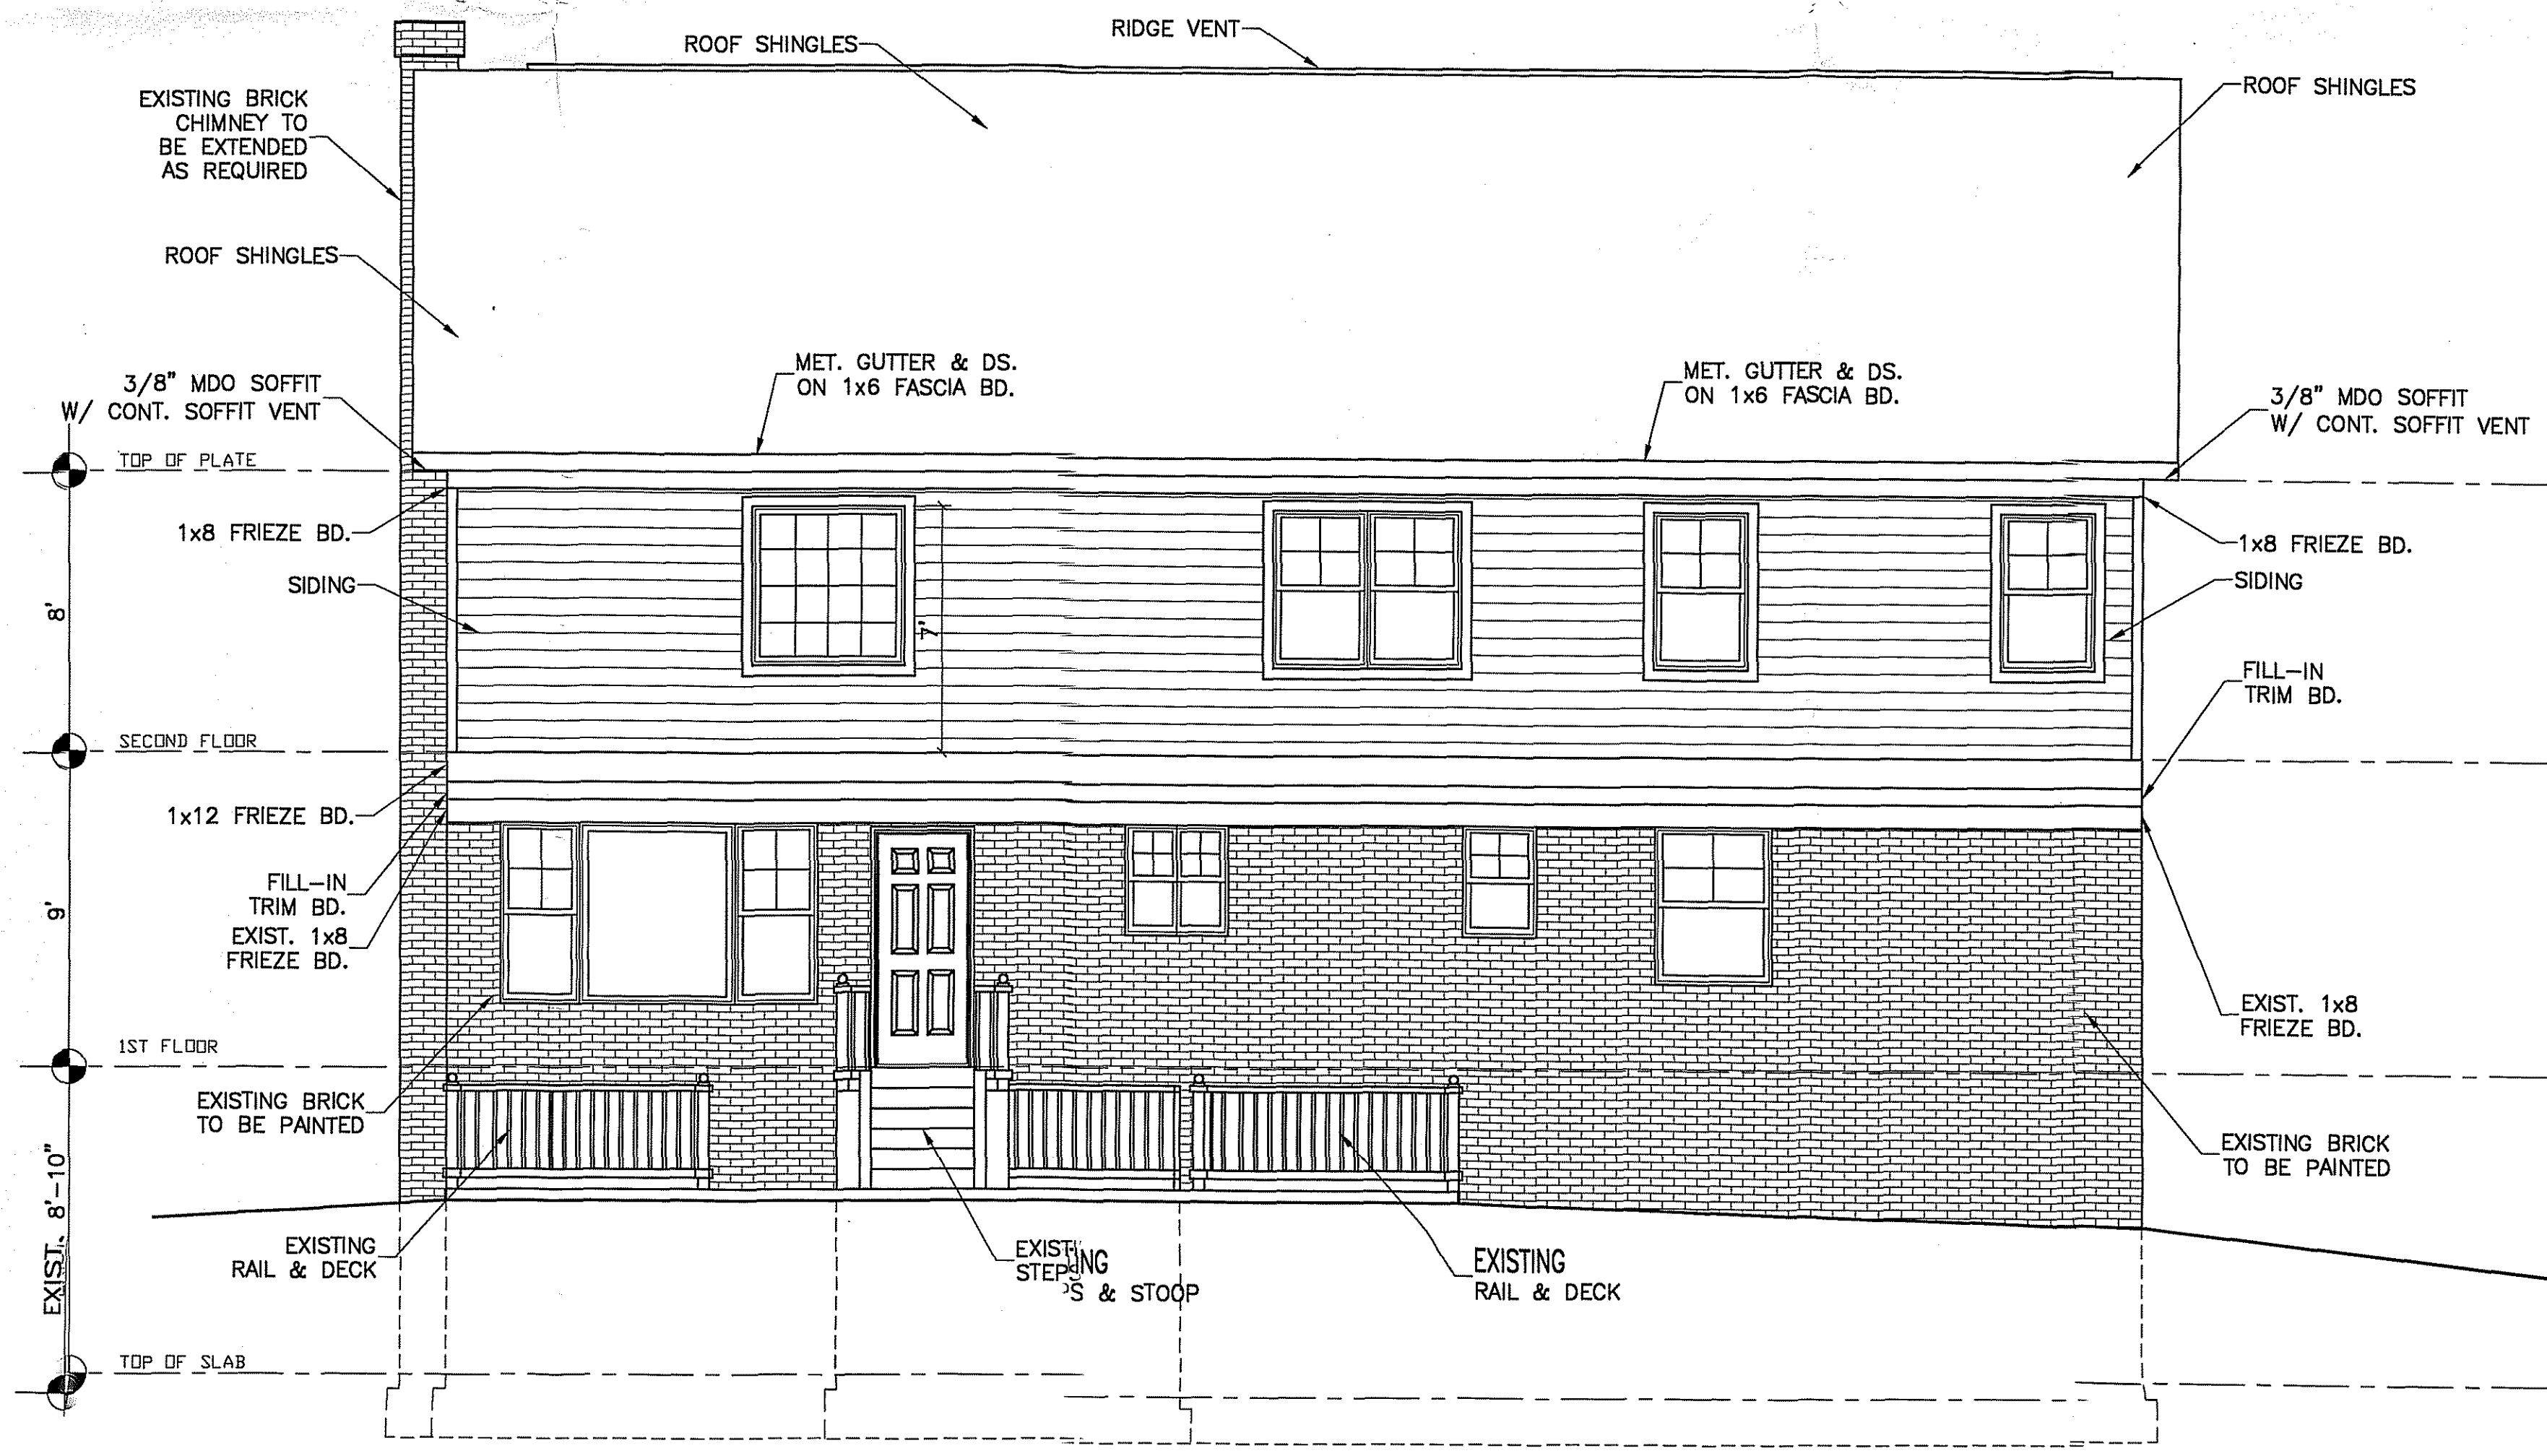 RIDGE VENT
ROOF SHINGLES
ROOF SHINGLES
EXISTING BRICK
CHIMNEY TO
BE EXTENDED
AS REQUIRED
ROOF SHINGLES
MET. GUTTER & DS.
ON 1x6 FASCIA BD.
MET. GUTTER & DS.
ON 1x6 FASCIA BD.
3/8" MDO SOFFIT
W/ CONT. SOFFIT VENT
3/8" MDO SOFFIT
W/ CONT. SOFFIT VENT
TOP OF PLATE
1x8 FRIEZE BD.
1x8 FRIEZE BD.
SIDING
SIDING
8'
7'
FILL-IN
TRIM BD.
SECOND FLOOR
1x12 FRIEZE BD.
FILL-IN
TRIM BD.
EXIST. 1x8
FRIEZE BD.
9'
EXIST. 1x8
FRIEZE BD.
1ST FLOOR
EXISTING BRICK
TO BE PAINTED
EXISTING BRICK
TO BE PAINTED
EXIST. 8'-10"
EXISTING
RAIL & DECK
EXISTING
STEPS & STOOP
EXISTING
RAIL & DECK
TOP OF SLAB